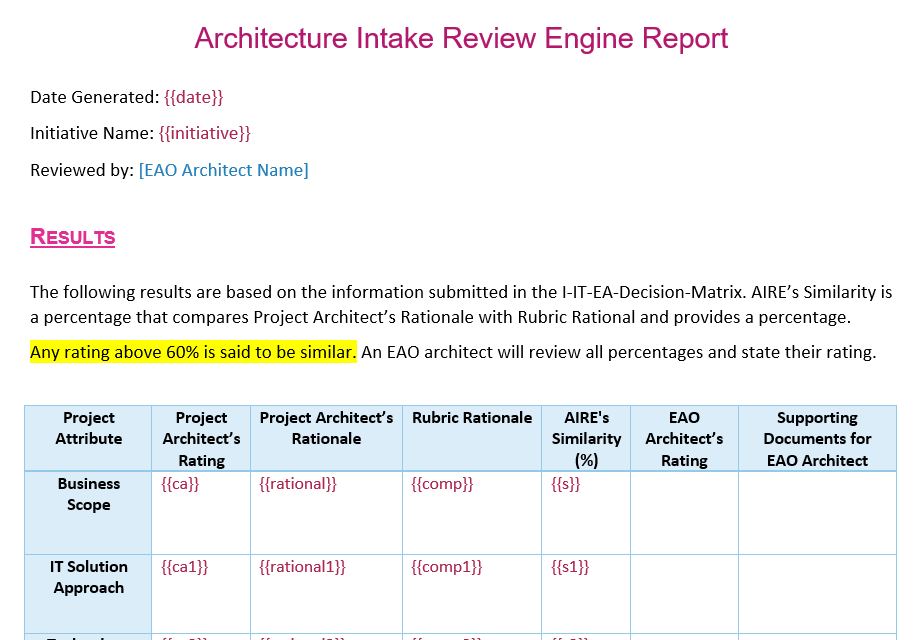 Architecture Intake Review Engine Report
Date Generated: {{date}}
Initiative Name: {{initiative}}
Reviewed by: [EAO Architect Name]
RESULTS
The following results are based on the information submitted in the I-IT-EA-Decision-Matrix. AIRE’s Similarity is
a percentage that compares Project Architect’s Rationale with Rubric Rational and provides a percentage.
Any rating above 60% is said to be similar. An EAO architect will review all percentages and state their rating.
Project
Attribute
Project
Architect’s
Rating
Project Architect’s
Rationale
Rubric Rationale
AIRE's
Similarity
(%)
EAO
Architect’s
Rating
Supporting
Documents for
EAO Architect
Business
Scope
{{ca}}
{{rational}}
{{comp}}
{{s}}
IT Solution
Approach
{{ca1}}
{{rational1}}
{{comp1}}
{{s1}}